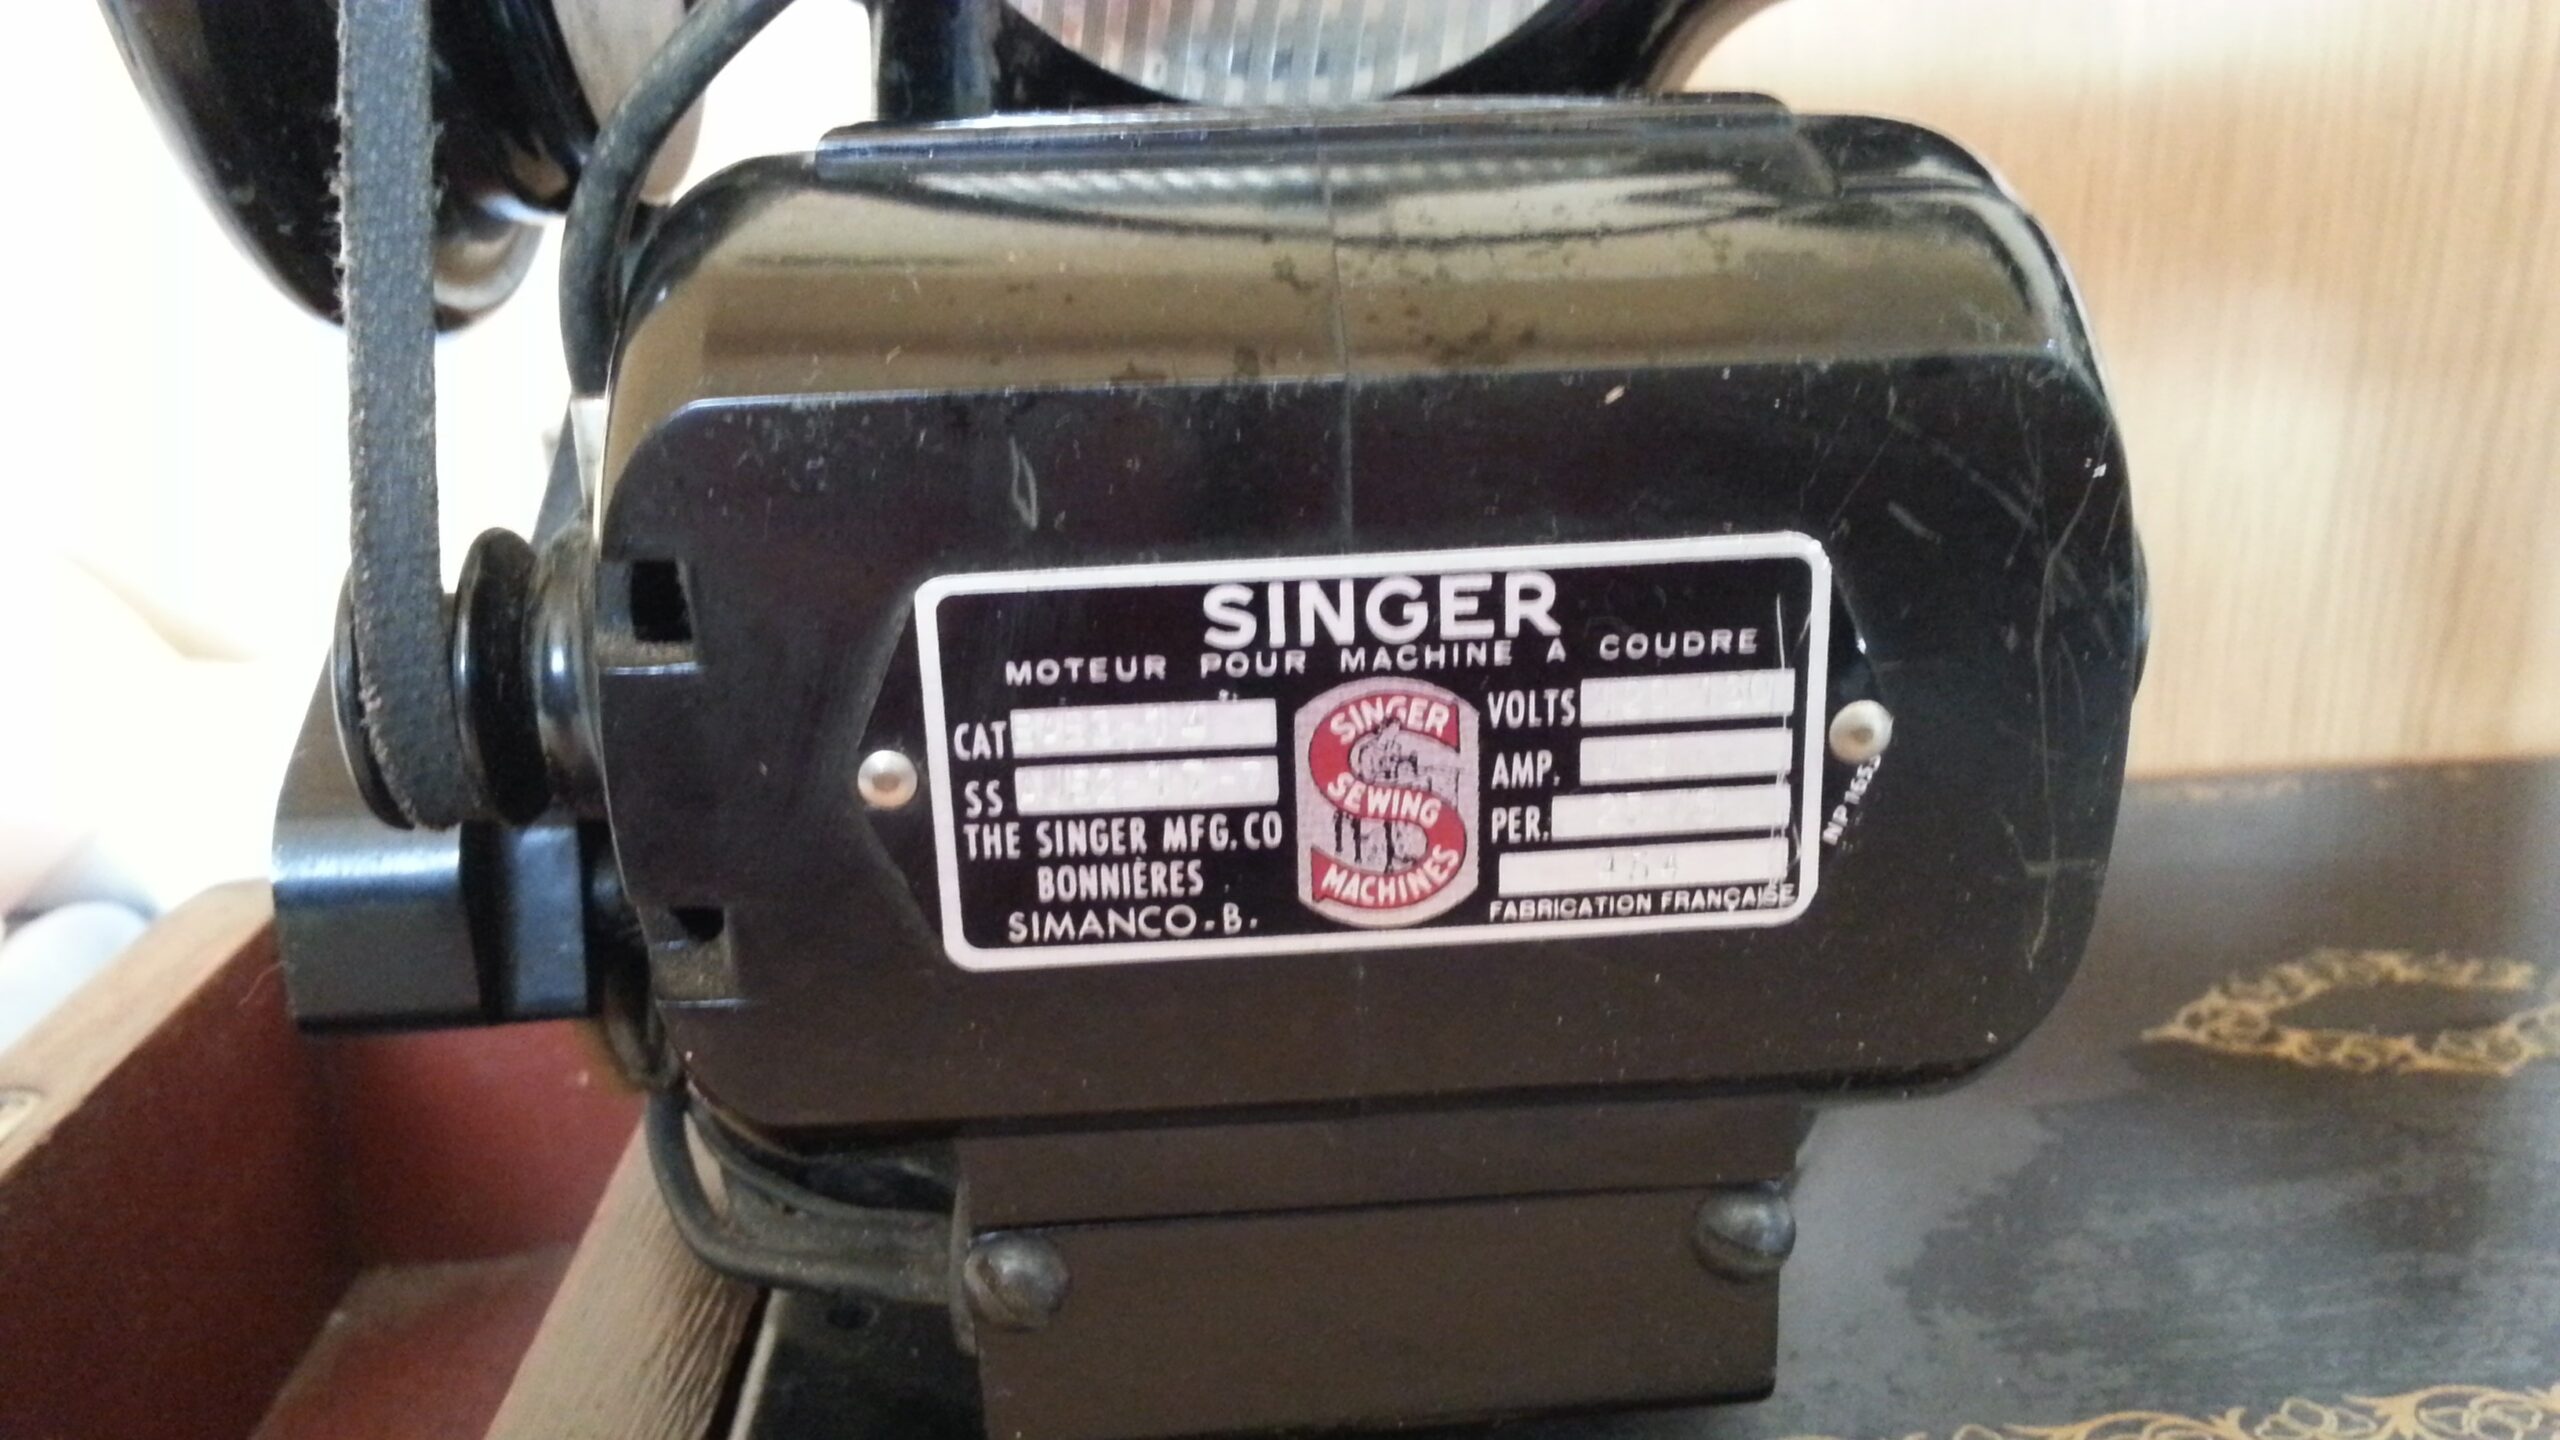 SINGER
MOTEUR POUR MACHINE A COUDRE
CAT
SS
THE SINGER MFG. CO
BONNIÈRES
SIMANCO - B.
SINGER
SEWING
MACHINES
VOLTS
AMP.
PER.
464
FABRICATION FRANÇAISE